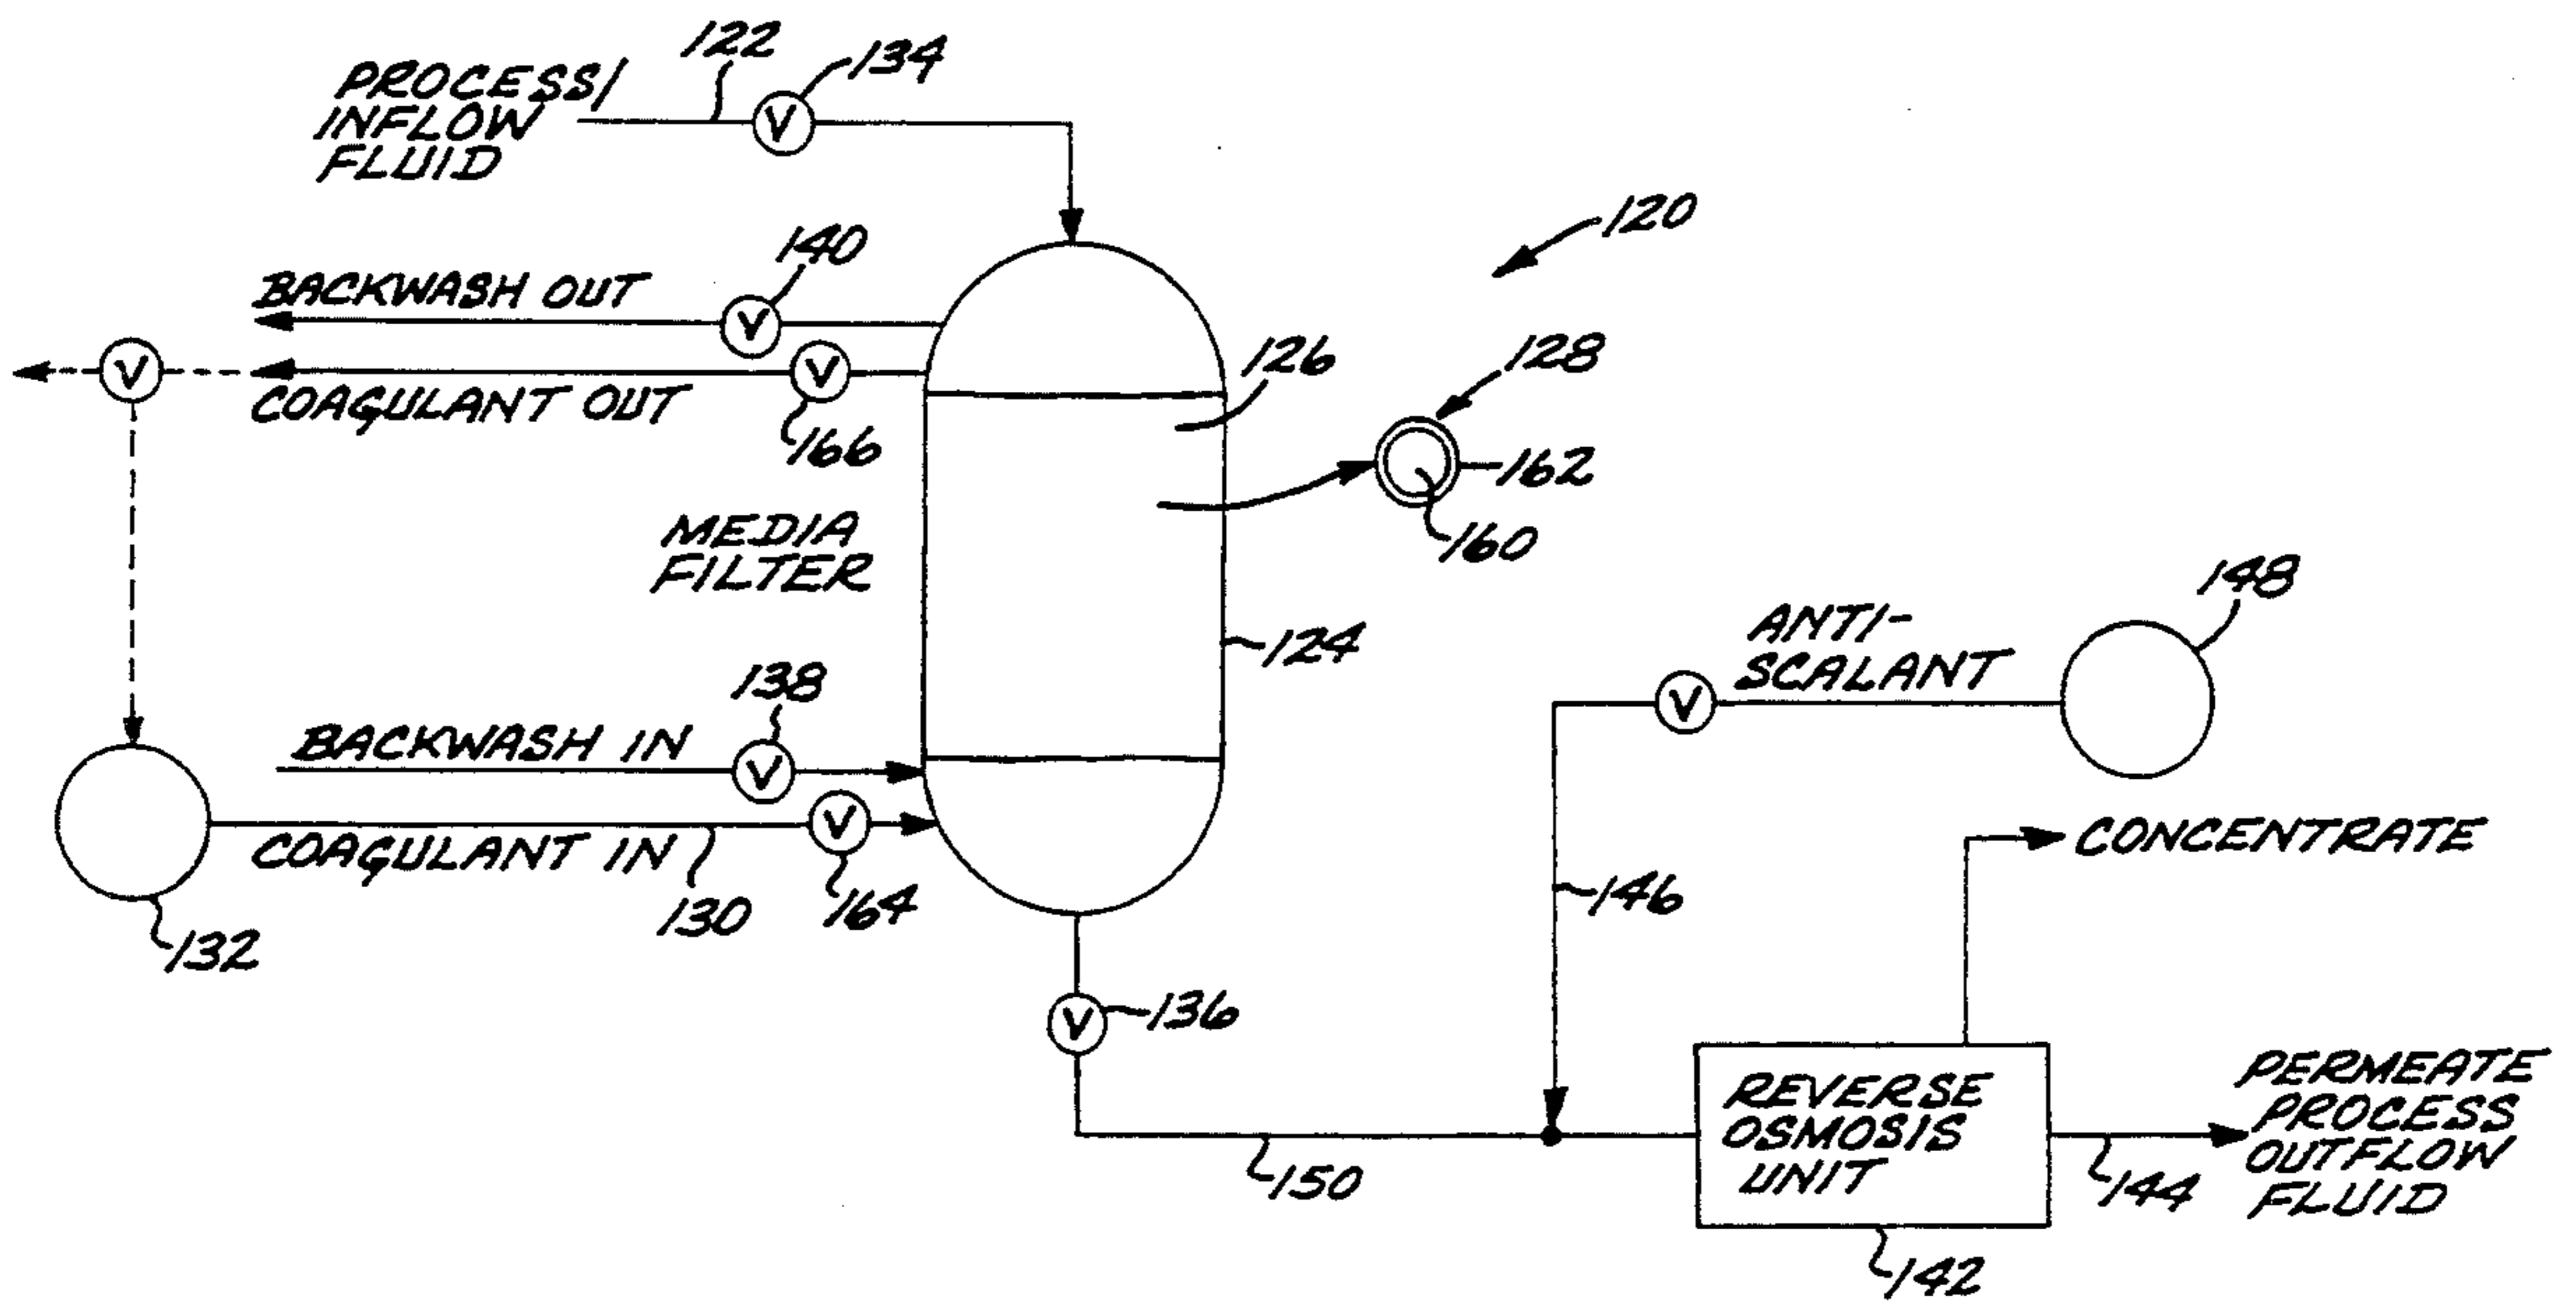 122
134
PROCESS/
INFLOW
FLUID
V
120
140
BACKWASH OUT
V
128
126
V
V
COAGULANT OUT
166
162
160
MEDIA
FILTER
148
124
ANTI-
SCALANT
V
138
BACKWASH IN
V
V
COAGULANT IN
130
164
CONCENTRATE
146
132
136
V
REVERSE
OSMOSIS
UNIT
PERMEATE
PROCESS
OUTFLOW
FLUID
150
144
142